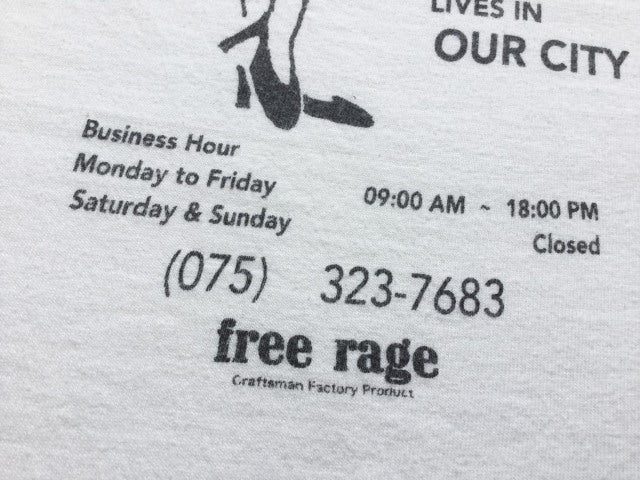 LIVES IN
OUR CITY
Business Hour
Monday to Friday 09:00 AM ~ 18:00 PM
Saturday & Sunday Closed
(075) 323-7683
free rage
Craftsman Factory Product